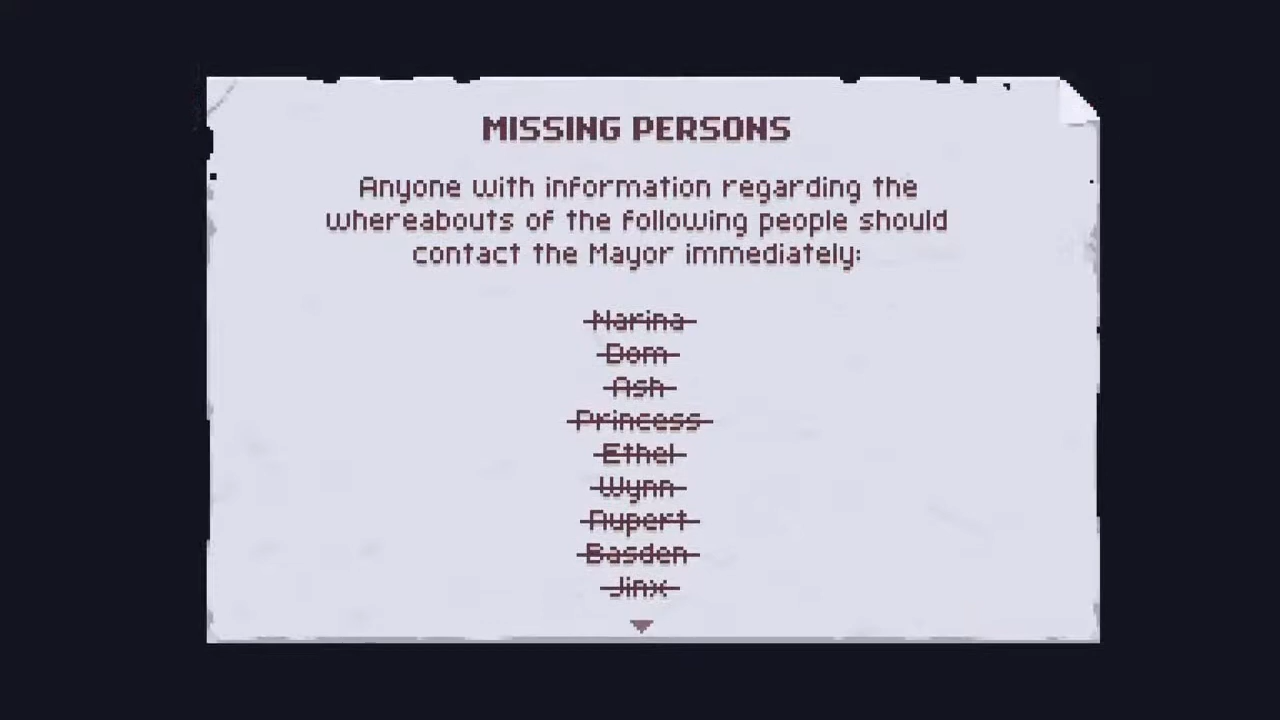 MISSING PERSONS
Anyone with information regarding the
whereabouts of the following people should
contact the Mayor immediately:
Narina
Dom
Ash
Princess
Ethel
Wynn
Rupert
Basden
Jinx